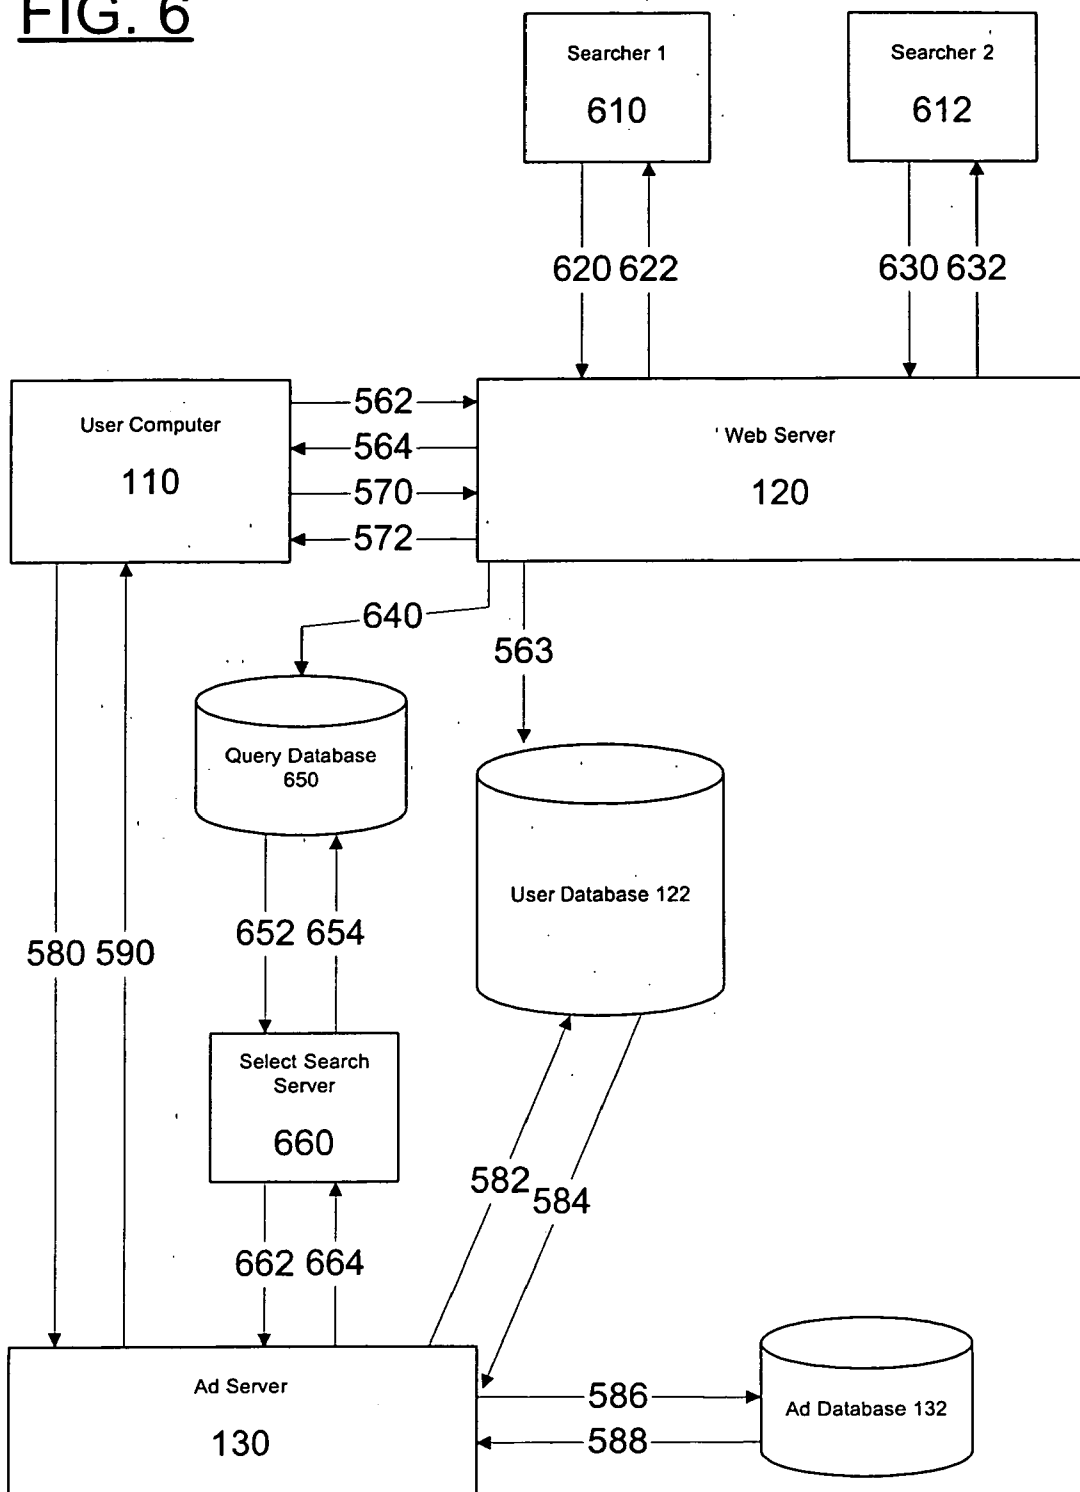 FIG. 6
Searcher 1
610
Searcher 2
612
620 622
630 632
User Computer
110
562
564
570
572
Web Server
120
640
563
Query Database
650
User Database 122
652 654
580 590
Select Search
Server
660
582
584
662 664
Ad Server
130
586
588
Ad Database 132